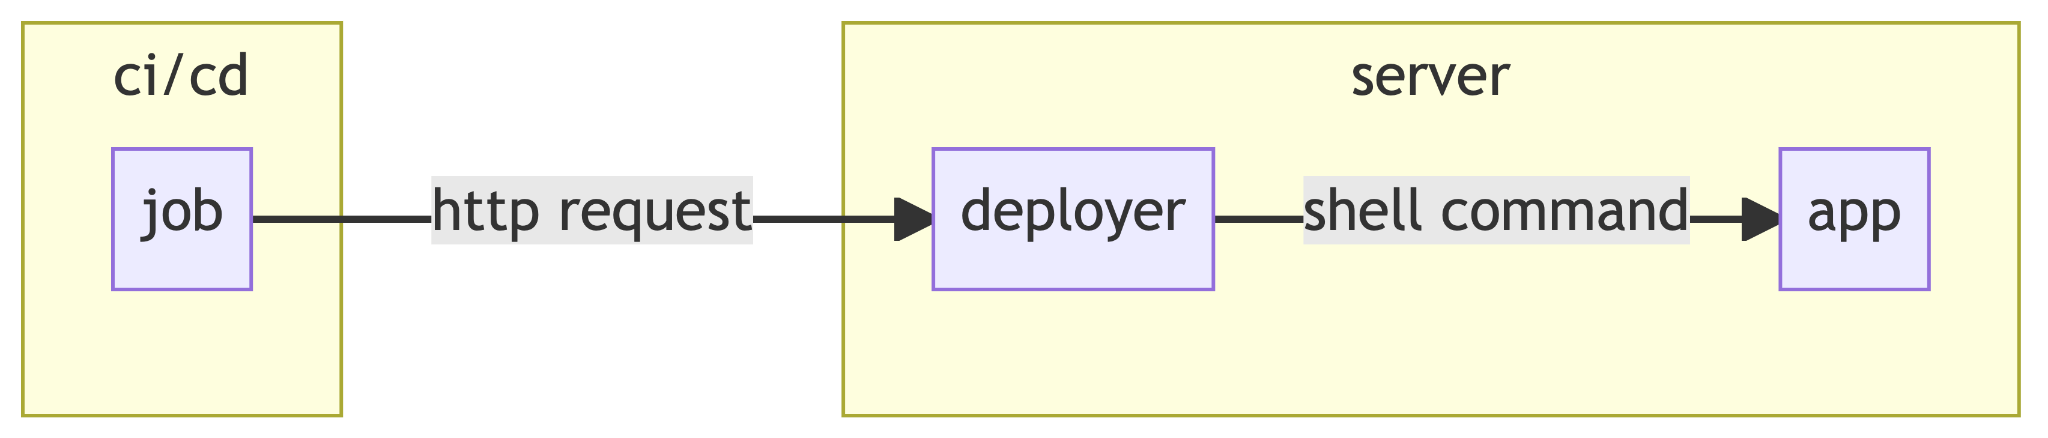 ci/cd
server
job
http request
deployer
shell command
app